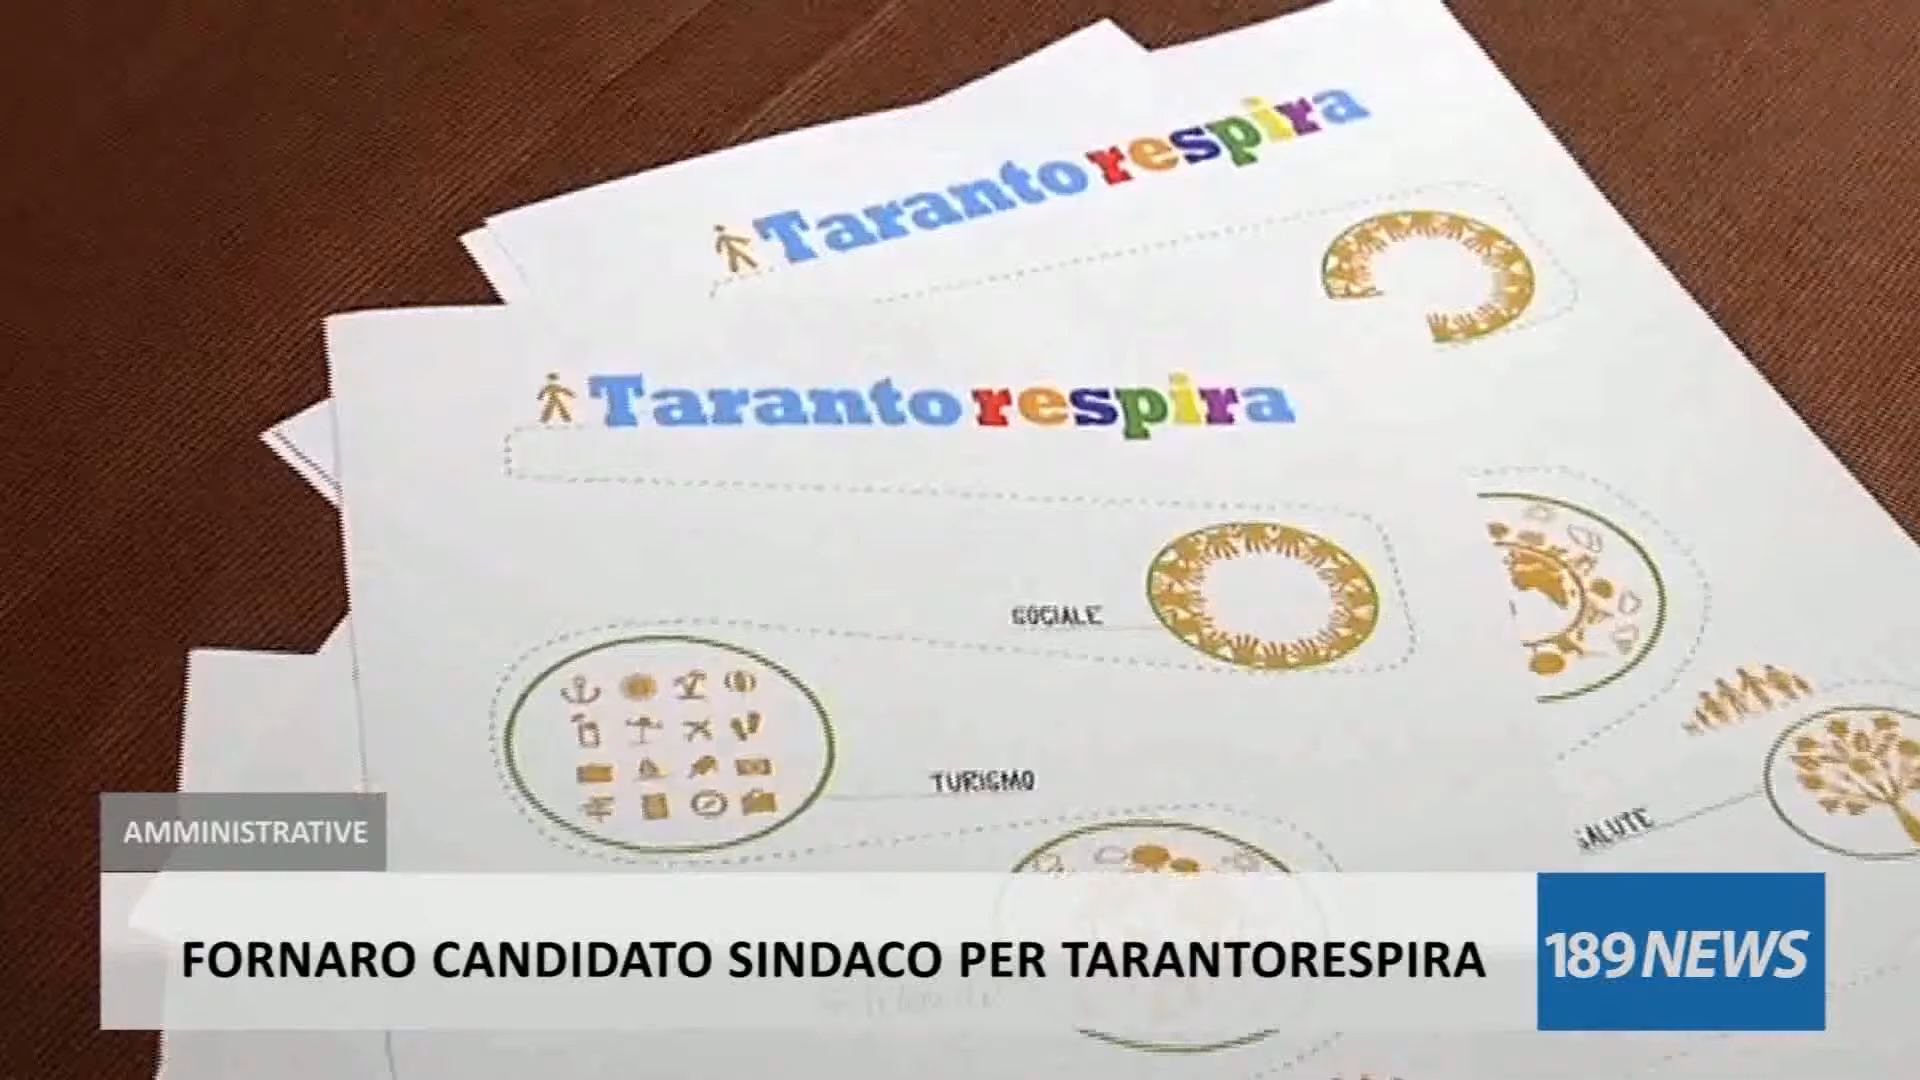 Tarantorespira
Tarantorespira
SOCIALE
TURISMO
SALUTE
AMMINISTRATIVE
FORNARO CANDIDATO SINDACO PER TARANTORESPIRA
189 NEWS